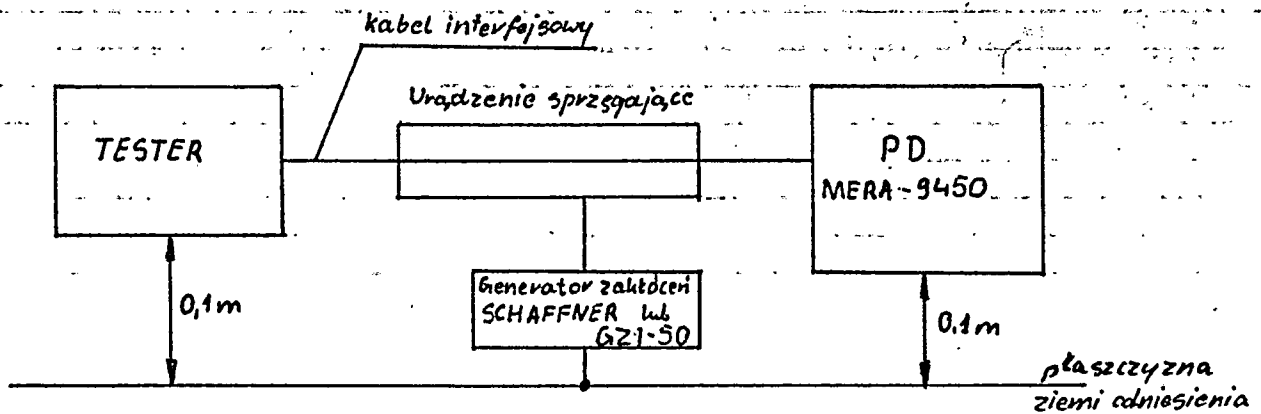 kabel interfejsowy
Urządzenie sprzęgające
TESTER
PD
MERA-9450
Generator zakłóceń
SCHAFFNER lub
GZI-50
0,1m
0,1m
płaszczyzna
ziemi odniesienia